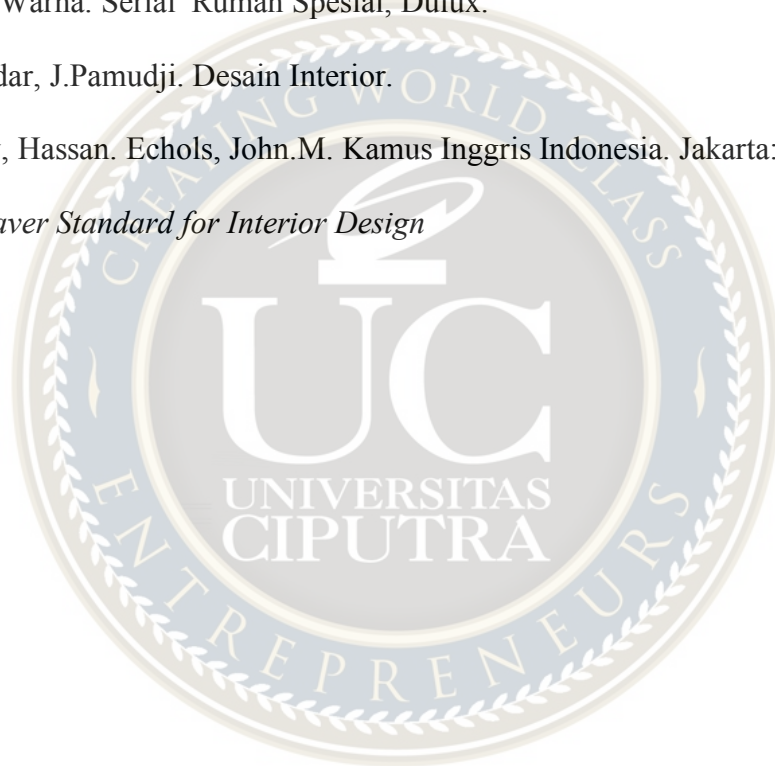 Warna. Serial Rumah Spesial, Dulux.
dar, J.Pamudji. Desain Interior.
, Hassan. Echols, John.M. Kamus Inggris Indonesia. Jakarta:
aver Standard for Interior Design
CREATING WORLD CLASS
UC
UNIVERSITAS
CIPUTRA
ENTREPRENEURS